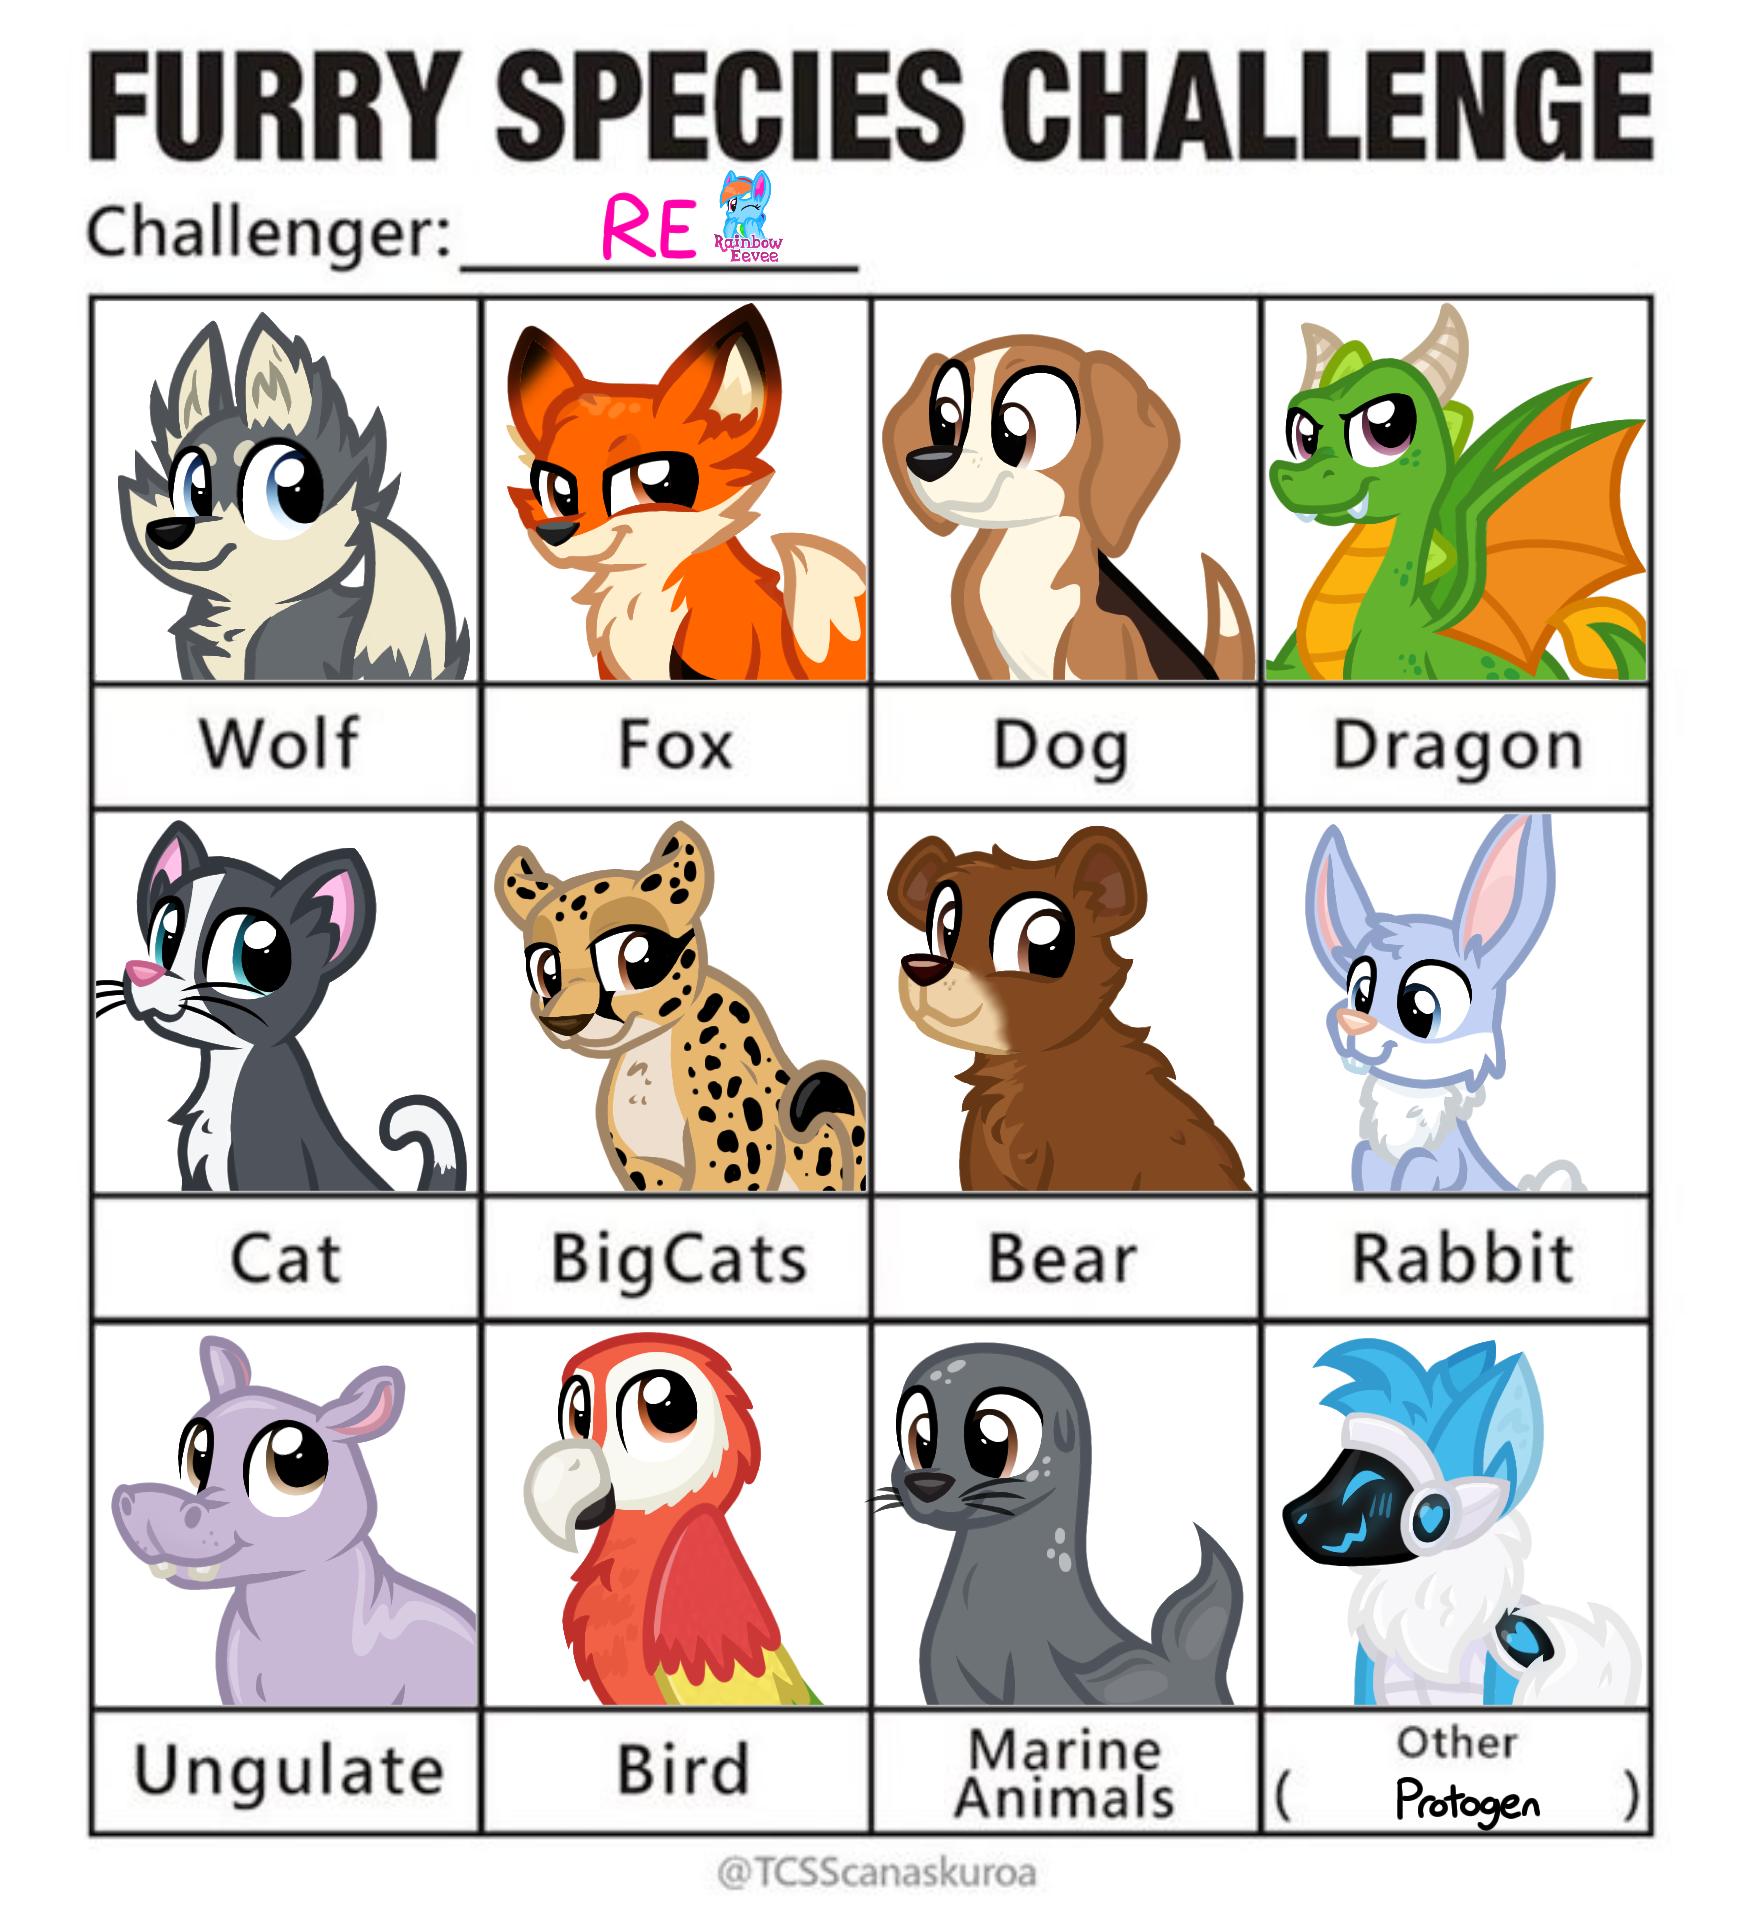 FURRY SPECIES CHALLENGE
Challenger: RE Rainbow
Eevee
Wolf Fox Dog Dragon
Cat BigCats Bear Rabbit
Ungulate Bird Marine
Animals Other
( Protogen )
@TCSScanaskuroa